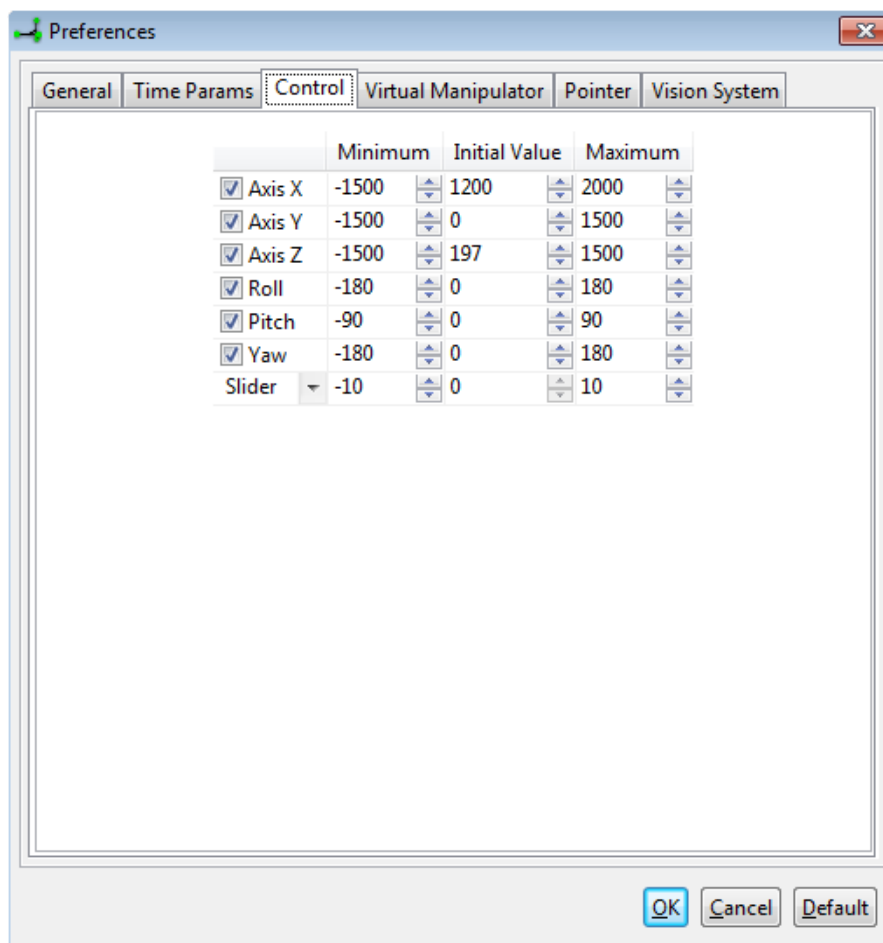 Preferences
General Time Params Control Virtual Manipulator Pointer Vision System
Minimum Initial Value Maximum
Axis X -1500 1200 2000
Axis Y -1500 0 1500
Axis Z -1500 197 1500
Roll -180 0 180
Pitch -90 0 90
Yaw -180 0 180
Slider -10 0 10
OK Cancel Default